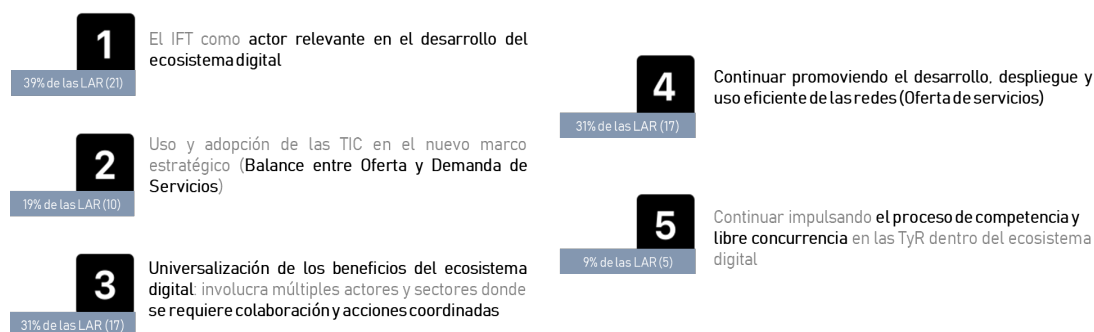 1
El IFT como actor relevante en el desarrollo del
ecosistema digital
39% de las LAR (21)
2
Uso y adopción de las TIC en el nuevo marco
estratégico (Balance entre Oferta y Demanda de
Servicios)
19% de las LAR (10)
3
Universalización de los beneficios del ecosistema
digital: involucra múltiples actores y sectores donde
se requiere colaboración y acciones coordinadas
31% de las LAR (17)
4
Continuar promoviendo el desarrollo, despliegue y
uso eficiente de las redes (Oferta de servicios)
31% de las LAR (17)
5
Continuar impulsando el proceso de competencia y
libre concurrencia en las TyR dentro del ecosistema
digital
9% de las LAR (5)